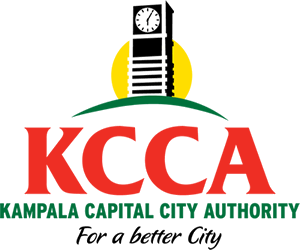 KCCA
KAMPALA CAPITAL CITY AUTHORITY
For a better City